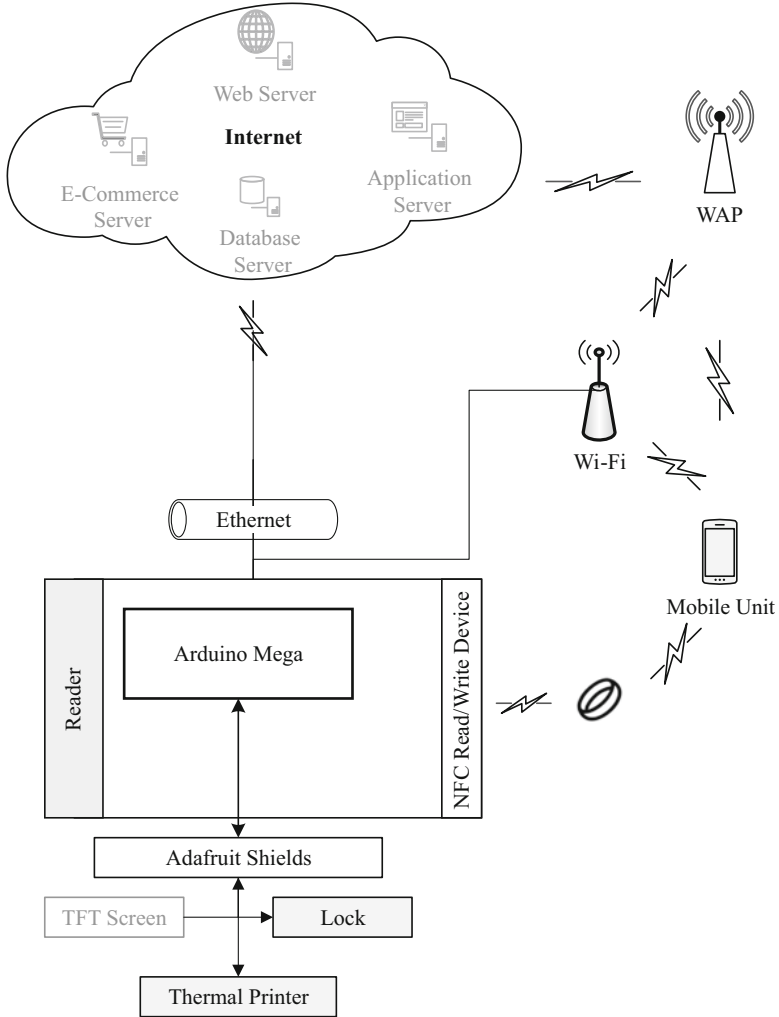 Web Server
Internet
E-Commerce
Server
Application
Server
Database
Server
WAP
Wi-Fi
Ethernet
Mobile Unit
Reader
Arduino Mega
NFC Read/Write Device
Adafruit Shields
TFT Screen
Lock
Thermal Printer